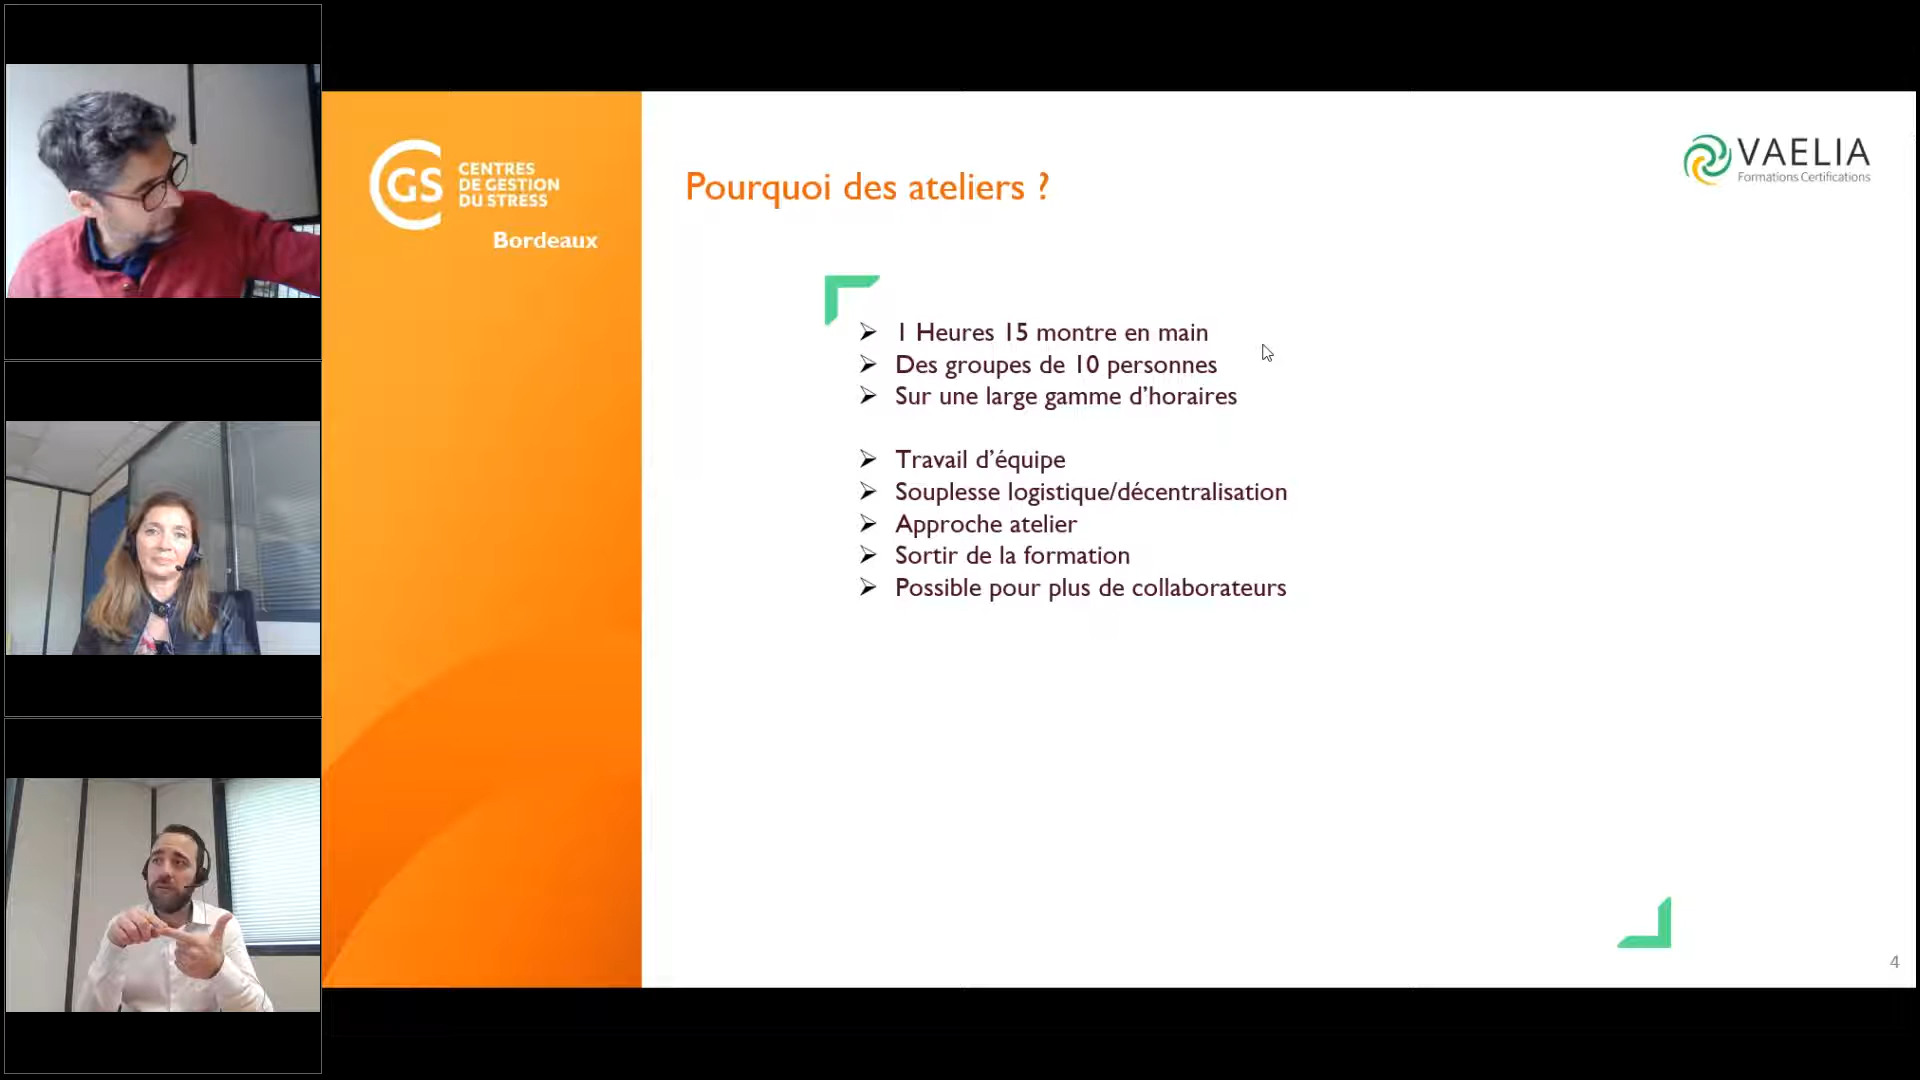 GS
CENTRES
DE GESTION
DU STRESS
Bordeaux
VAELIA
Formations Certifications
Pourquoi des ateliers ?
1 Heures 15 montre en main
Des groupes de 10 personnes
Sur une large gamme d’horaires
Travail d’équipe
Souplesse logistique/décentralisation
Approche atelier
Sortir de la formation
Possible pour plus de collaborateurs
4